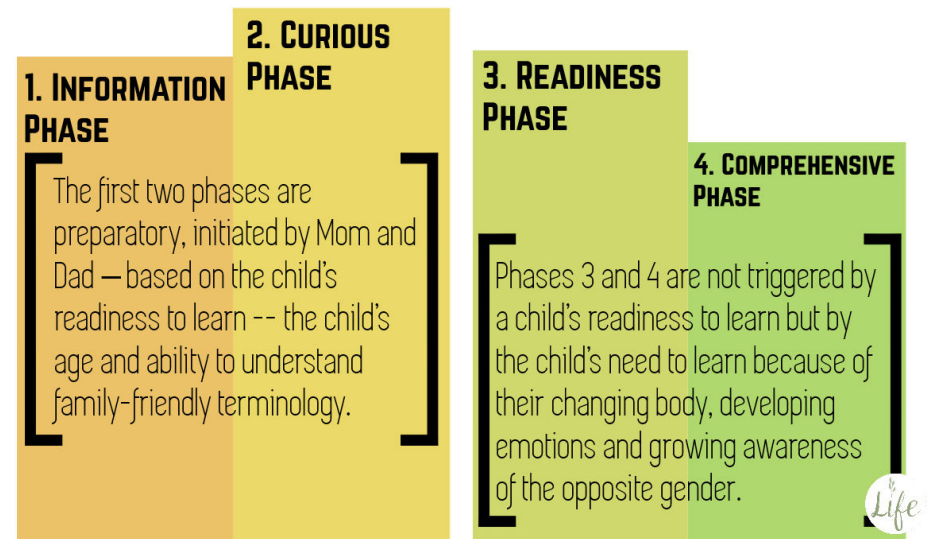 1. INFORMATION
PHASE
2. CURIOUS
PHASE
The first two phases are
preparatory, initiated by Mom and
Dad – based on the child's
readiness to learn -- the child's
age and ability to understand
family-friendly terminology.
3. READINESS
PHASE
4. COMPREHENSIVE
PHASE
Phases 3 and 4 are not triggered by
a child's readiness to learn but by
the child's need to learn because of
their changing body, developing
emotions and growing awareness
of the opposite gender.
Life